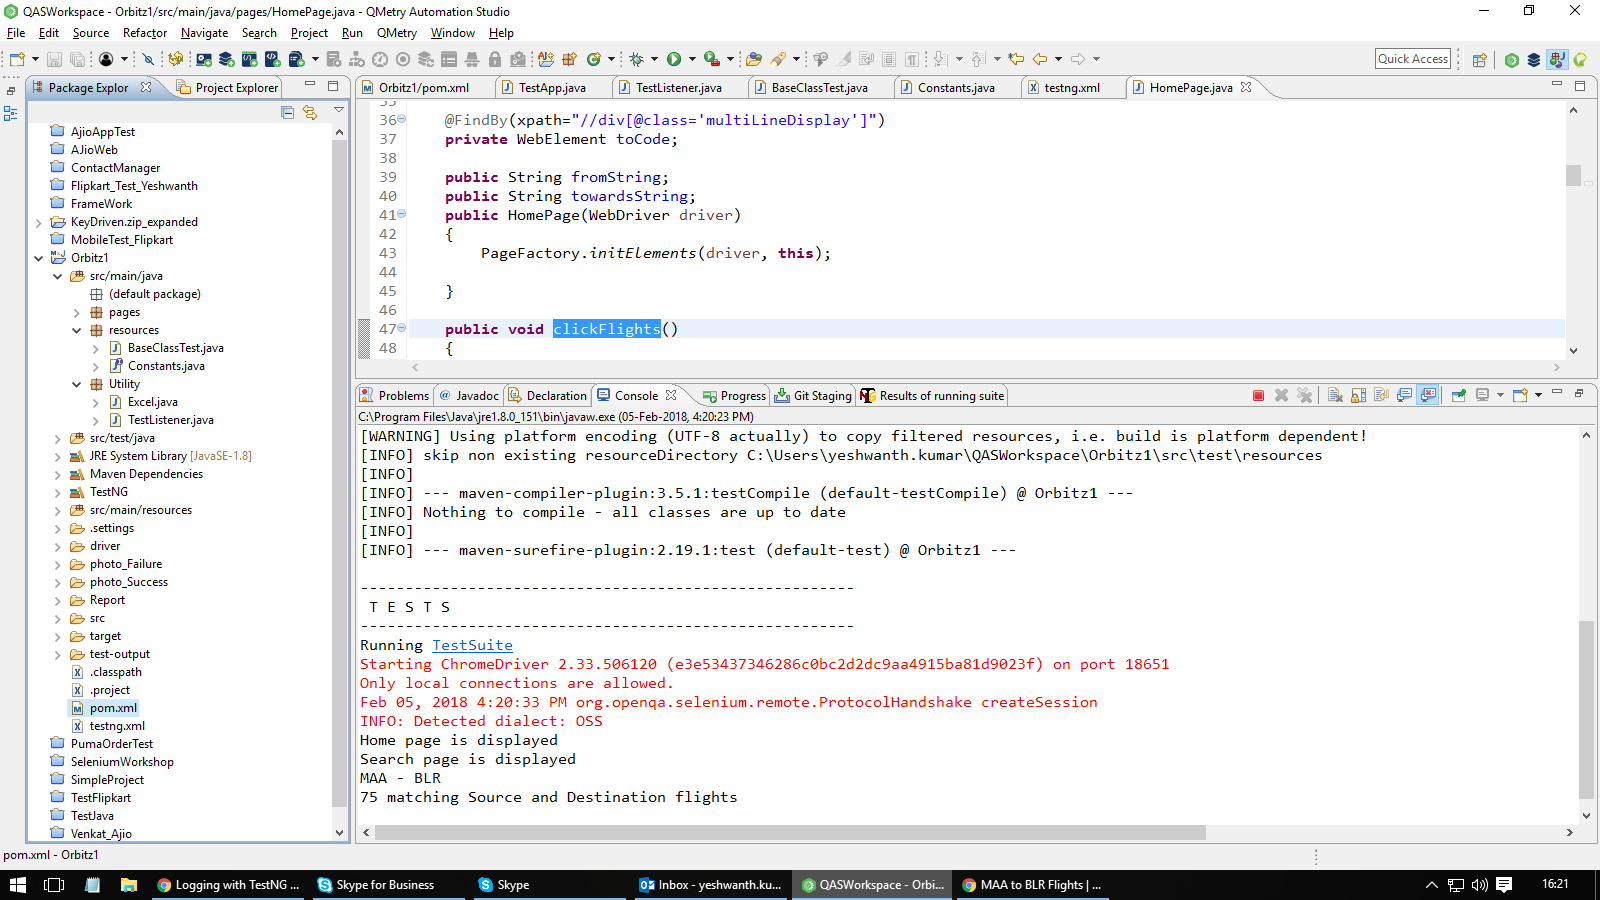 QASWorkspace - Orbitz1/src/main/java/pages/HomePage.java - QMetry Automation Studio
File Edit Source Refactor Navigate Search Project Run QMetry Window Help
Quick Access
Package Explor
Project Explorer
AjioAppTest
AJioWeb
ContactManager
Flipkart_Test_Yeshwanth
FrameWork
KeyDriven.zip_expanded
MobileTest_Flipkart
Orbitz1
src/main/java
(default package)
pages
resources
BaseClassTest.java
Constants.java
Utility
Excel.java
TestListener.java
src/test/java
JRE System Library [JavaSE-1.8]
Maven Dependencies
TestNG
src/main/resources
.settings
driver
photo_Failure
photo_Success
Report
src
target
test-output
.classpath
.project
pom.xml
testng.xml
PumaOrderTest
SeleniumWorkshop
SimpleProject
TestFlipkart
TestJava
Venkat_Ajio
Orbitz1/pom.xml TestApp.java TestListener.java BaseClassTest.java Constants.java testng.xml HomePage.java
35
36 @FindBy(xpath="//div[@class='multiLineDisplay']")
37 private WebElement toCode;
38
39 public String fromString;
40 public String towardsString;
41 public HomePage(WebDriver driver)
42 {
43 PageFactory.initElements(driver, this);
44
45 }
46
47 public void clickFlights()
48 {
Problems Javadoc Declaration Console Progress Git Staging Results of running suite
C:\Program Files\Java\jre1.8.0_151\bin\javaw.exe (05-Feb-2018, 4:20:23 PM)
[WARNING] Using platform encoding (UTF-8 actually) to copy filtered resources, i.e. build is platform dependent!
[INFO] skip non existing resourceDirectory C:\Users\yeshwanth.kumar\QASWorkspace\Orbitz1\src\test\resources
[INFO]
[INFO] --- maven-compiler-plugin:3.5.1:testCompile (default-testCompile) @ Orbitz1 ---
[INFO] Nothing to compile - all classes are up to date
[INFO]
[INFO] --- maven-surefire-plugin:2.19.1:test (default-test) @ Orbitz1 ---
-------------------------------------------------------
T E S T S
-------------------------------------------------------
Running TestSuite
Starting ChromeDriver 2.33.506120 (e3e53437346286c0bc2d2dc9aa4915ba81d9023f) on port 18651
Only local connections are allowed.
Feb 05, 2018 4:20:33 PM org.openqa.selenium.remote.ProtocolHandshake createSession
INFO: Detected dialect: OSS
Home page is displayed
Search page is displayed
MAA - BLR
75 matching Source and Destination flights
pom.xml - Orbitz1
Logging with TestNG ... Skype for Business Skype Inbox - yeshwanth.ku... QASWorkspace - Orbi... MAA to BLR Flights | ... 16:21